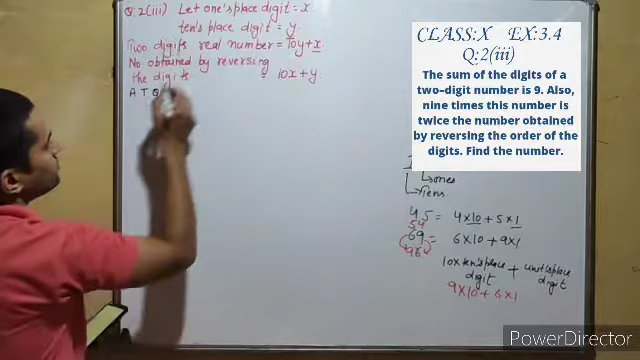 Q: 2(iii) Let one's place digit = x.
ten's place digit = y.
Two digits real number = 10y+x
No obtained by reversing
the digits = 10x+y.
A T Q
CLASS:X EX:3.4
Q:2(iii)
The sum of the digits of a
two-digit number is 9. Also,
nine times this number is
twice the number obtained
by reversing the order of the
digits. Find the number.
ones
Tens
45 = 4×10 + 5×1
54
69 = 6×10 + 9×1
96
10×ten's place digit + unit's place digit
9×10 + 6×1
PowerDirector